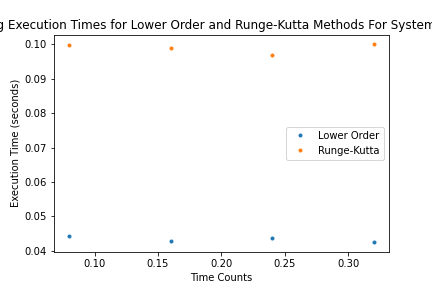 g Execution Times for Lower Order and Runge-Kutta Methods For System
0.10
0.09
0.08
0.07
0.06
0.05
0.04
Execution Time (seconds)
Lower Order
Runge-Kutta
0.10 0.15 0.20 0.25 0.30
Time Counts